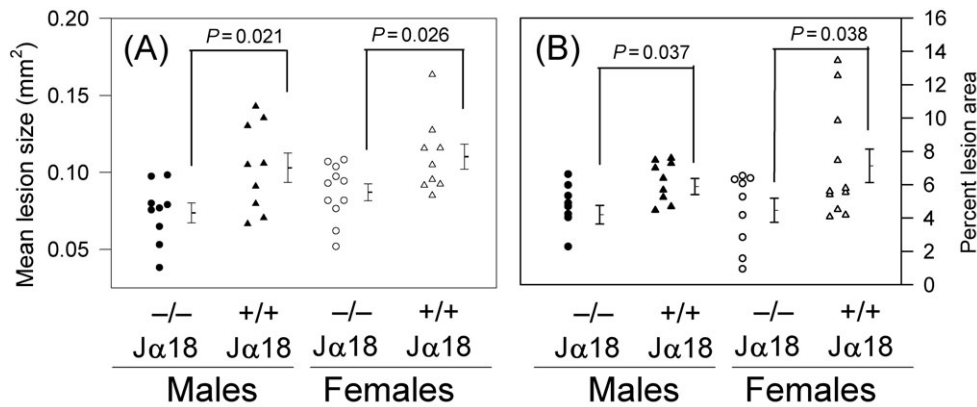 (A)
Mean lesion size (mm²)
0.20
0.15
0.10
0.05
P = 0.021
P = 0.026
–/– +/+ –/– +/+
Jα18 Jα18 Jα18 Jα18
Males Females
(B)
P = 0.037
P = 0.038
16
14
12
10
8
6
4
2
0
Percent lesion area
–/– +/+ –/– +/+
Jα18 Jα18 Jα18 Jα18
Males Females